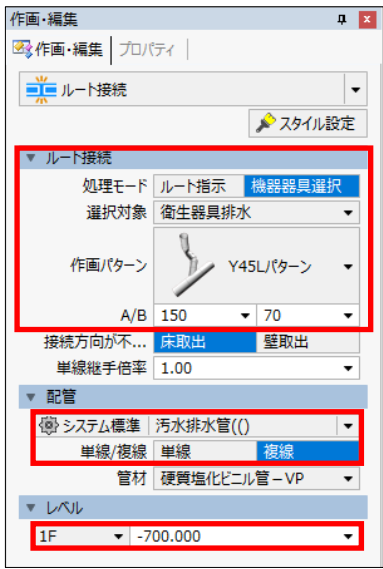 作画・編集
作画・編集 プロパティ
ルート接続
スタイル設定
ルート接続
処理モード ルート指示 機器器具選択
選択対象 衛生器具排水
作画パターン Y45Lパターン
A/B 150 70
接続方向が不... 床取出 壁取出
単線継手倍率 1.00
配管
システム標準 汚水排水管(()
単線/複線 単線 複線
管材 硬質塩化ビニル管－VP
レベル
1F -700.000